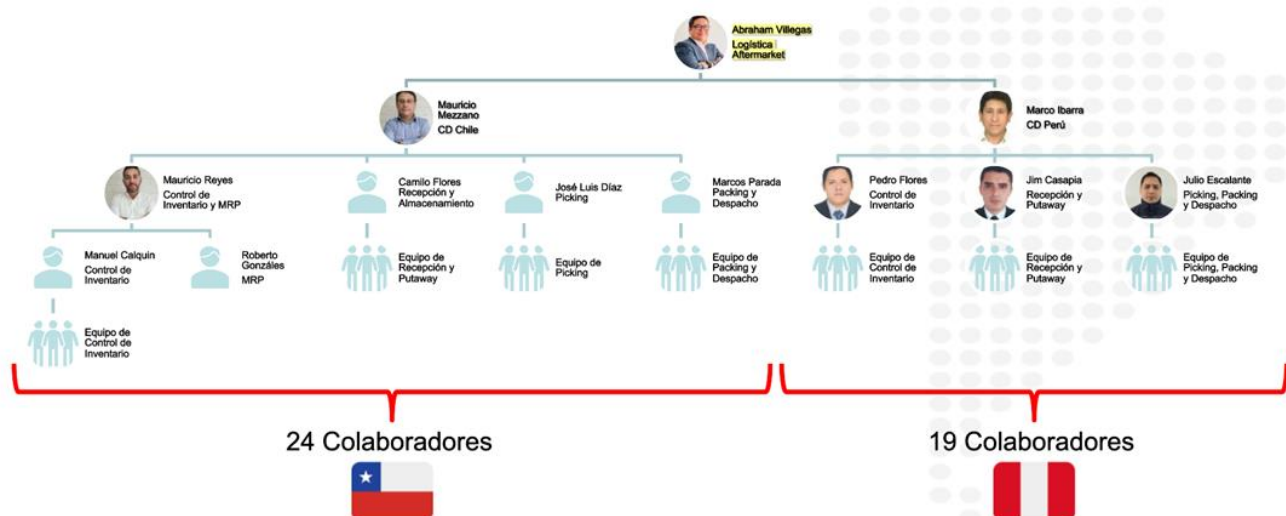 Abraham Villegas
Logística
Aftermarket
Mauricio
Mezzano
CD Chile
Marco Ibarra
CD Perú
Mauricio Reyes
Control de
Inventario y MRP
Camilo Flores
Recepción y
Almacenamiento
José Luis Díaz
Picking
Marcos Parada
Packing y
Despacho
Pedro Flores
Control de
Inventario
Jim Casapia
Recepción y
Putaway
Julio Escalante
Picking, Packing
y Despacho
Manuel Calquin
Control de
Inventario
Roberto
Gonzáles
MRP
Equipo de
Recepción y
Putaway
Equipo de
Picking
Equipo de
Packing y
Despacho
Equipo de
Control de
Inventario
Equipo de
Recepción y
Putaway
Equipo de
Picking, Packing
y Despacho
Equipo de
Control de
Inventario
24 Colaboradores
19 Colaboradores